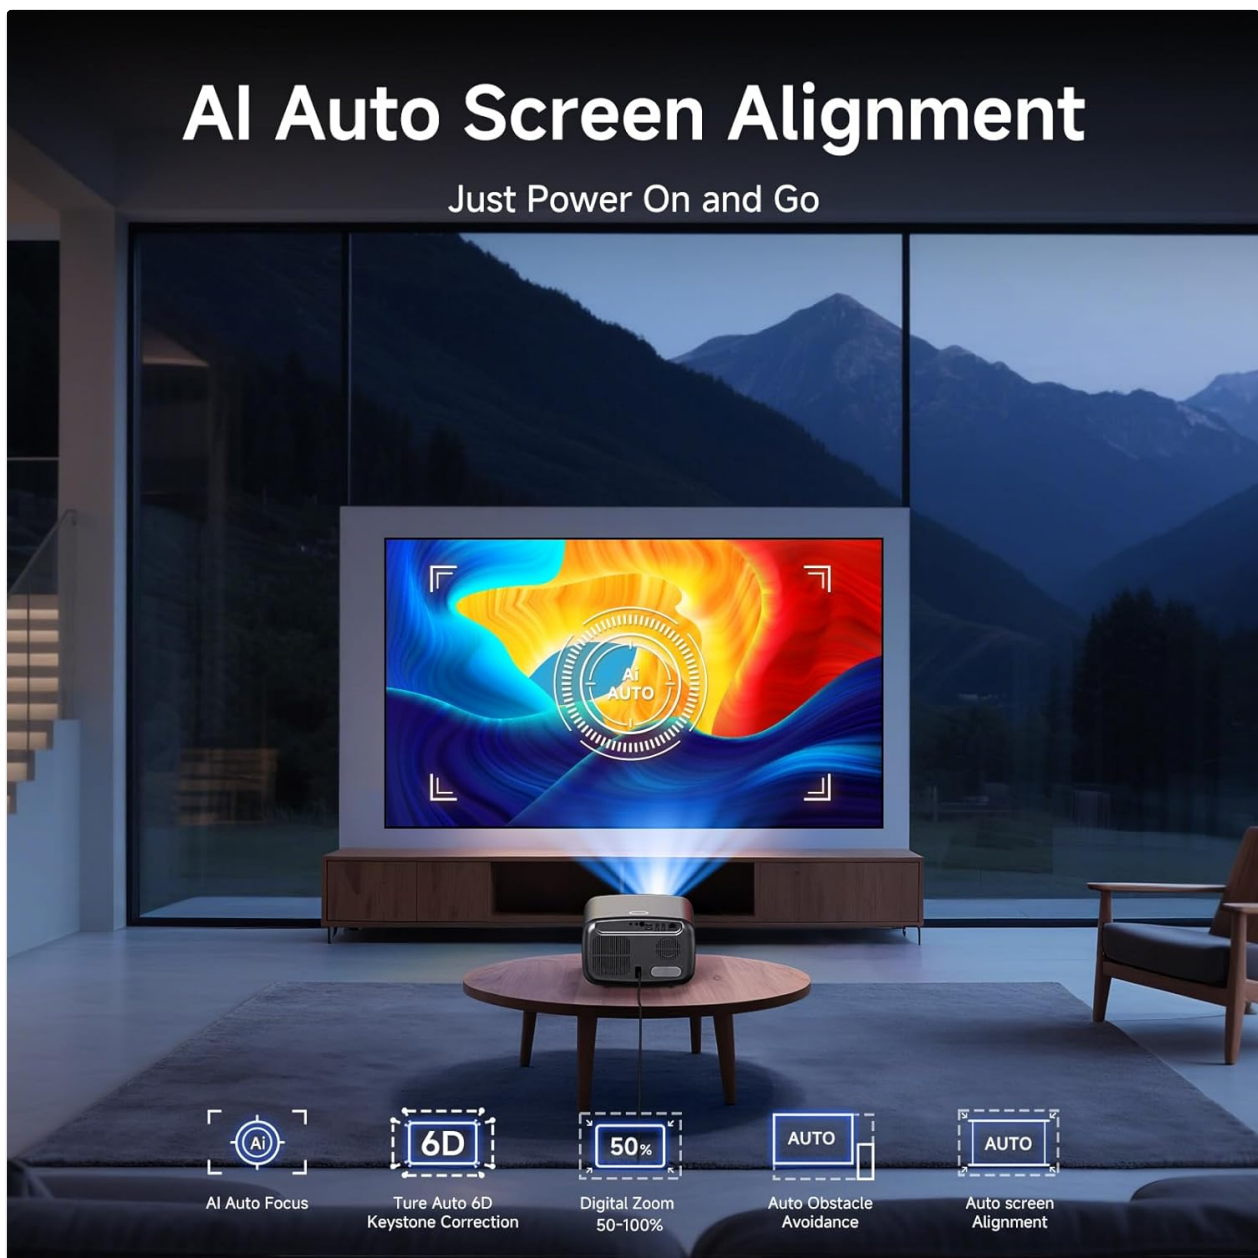 AI Auto Screen Alignment
Just Power On and Go
Ai
AUTO
Ai
6D
50%
AUTO
AUTO
AI Auto Focus
Ture Auto 6D
Keystone Correction
Digital Zoom
50-100%
Auto Obstacle
Avoidance
Auto screen
Alignment